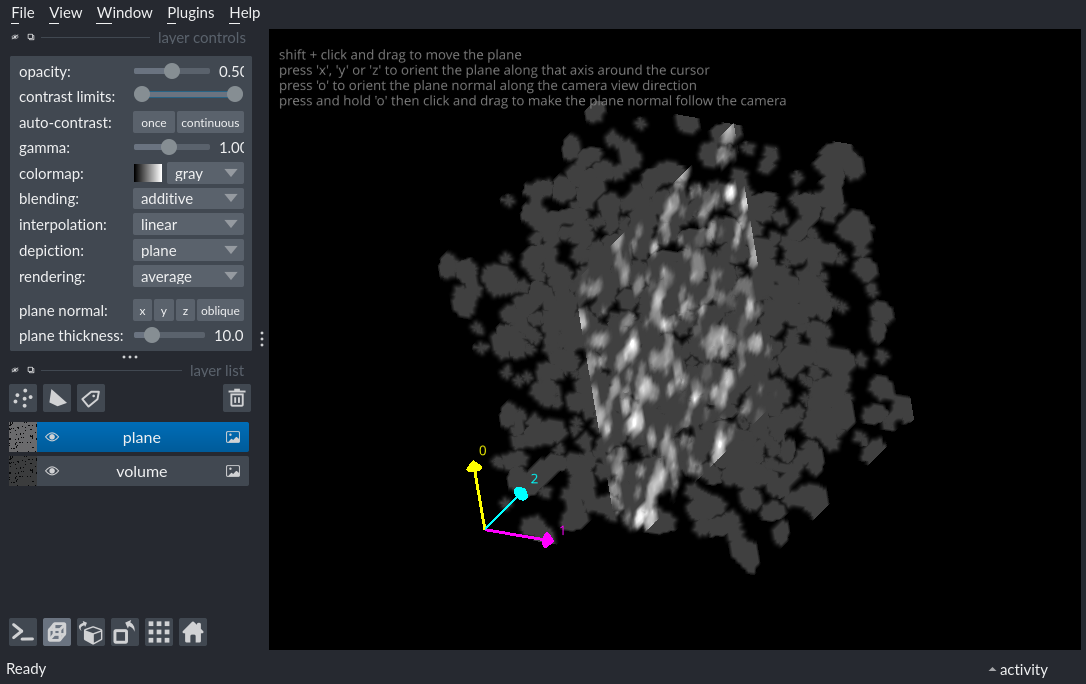 File View Window Plugins Help
layer controls
opacity: 0.50
contrast limits:
auto-contrast: once continuous
gamma: 1.00
colormap: gray
blending: additive
interpolation: linear
depiction: plane
rendering: average
plane normal: x y z oblique
plane thickness: 10.0
layer list
plane
volume
shift + click and drag to move the plane
press 'x', 'y' or 'z' to orient the plane along that axis around the cursor
press 'o' to orient the plane normal along the camera view direction
press and hold 'o' then click and drag to make the plane normal follow the camera
0
2
1
Ready
activity